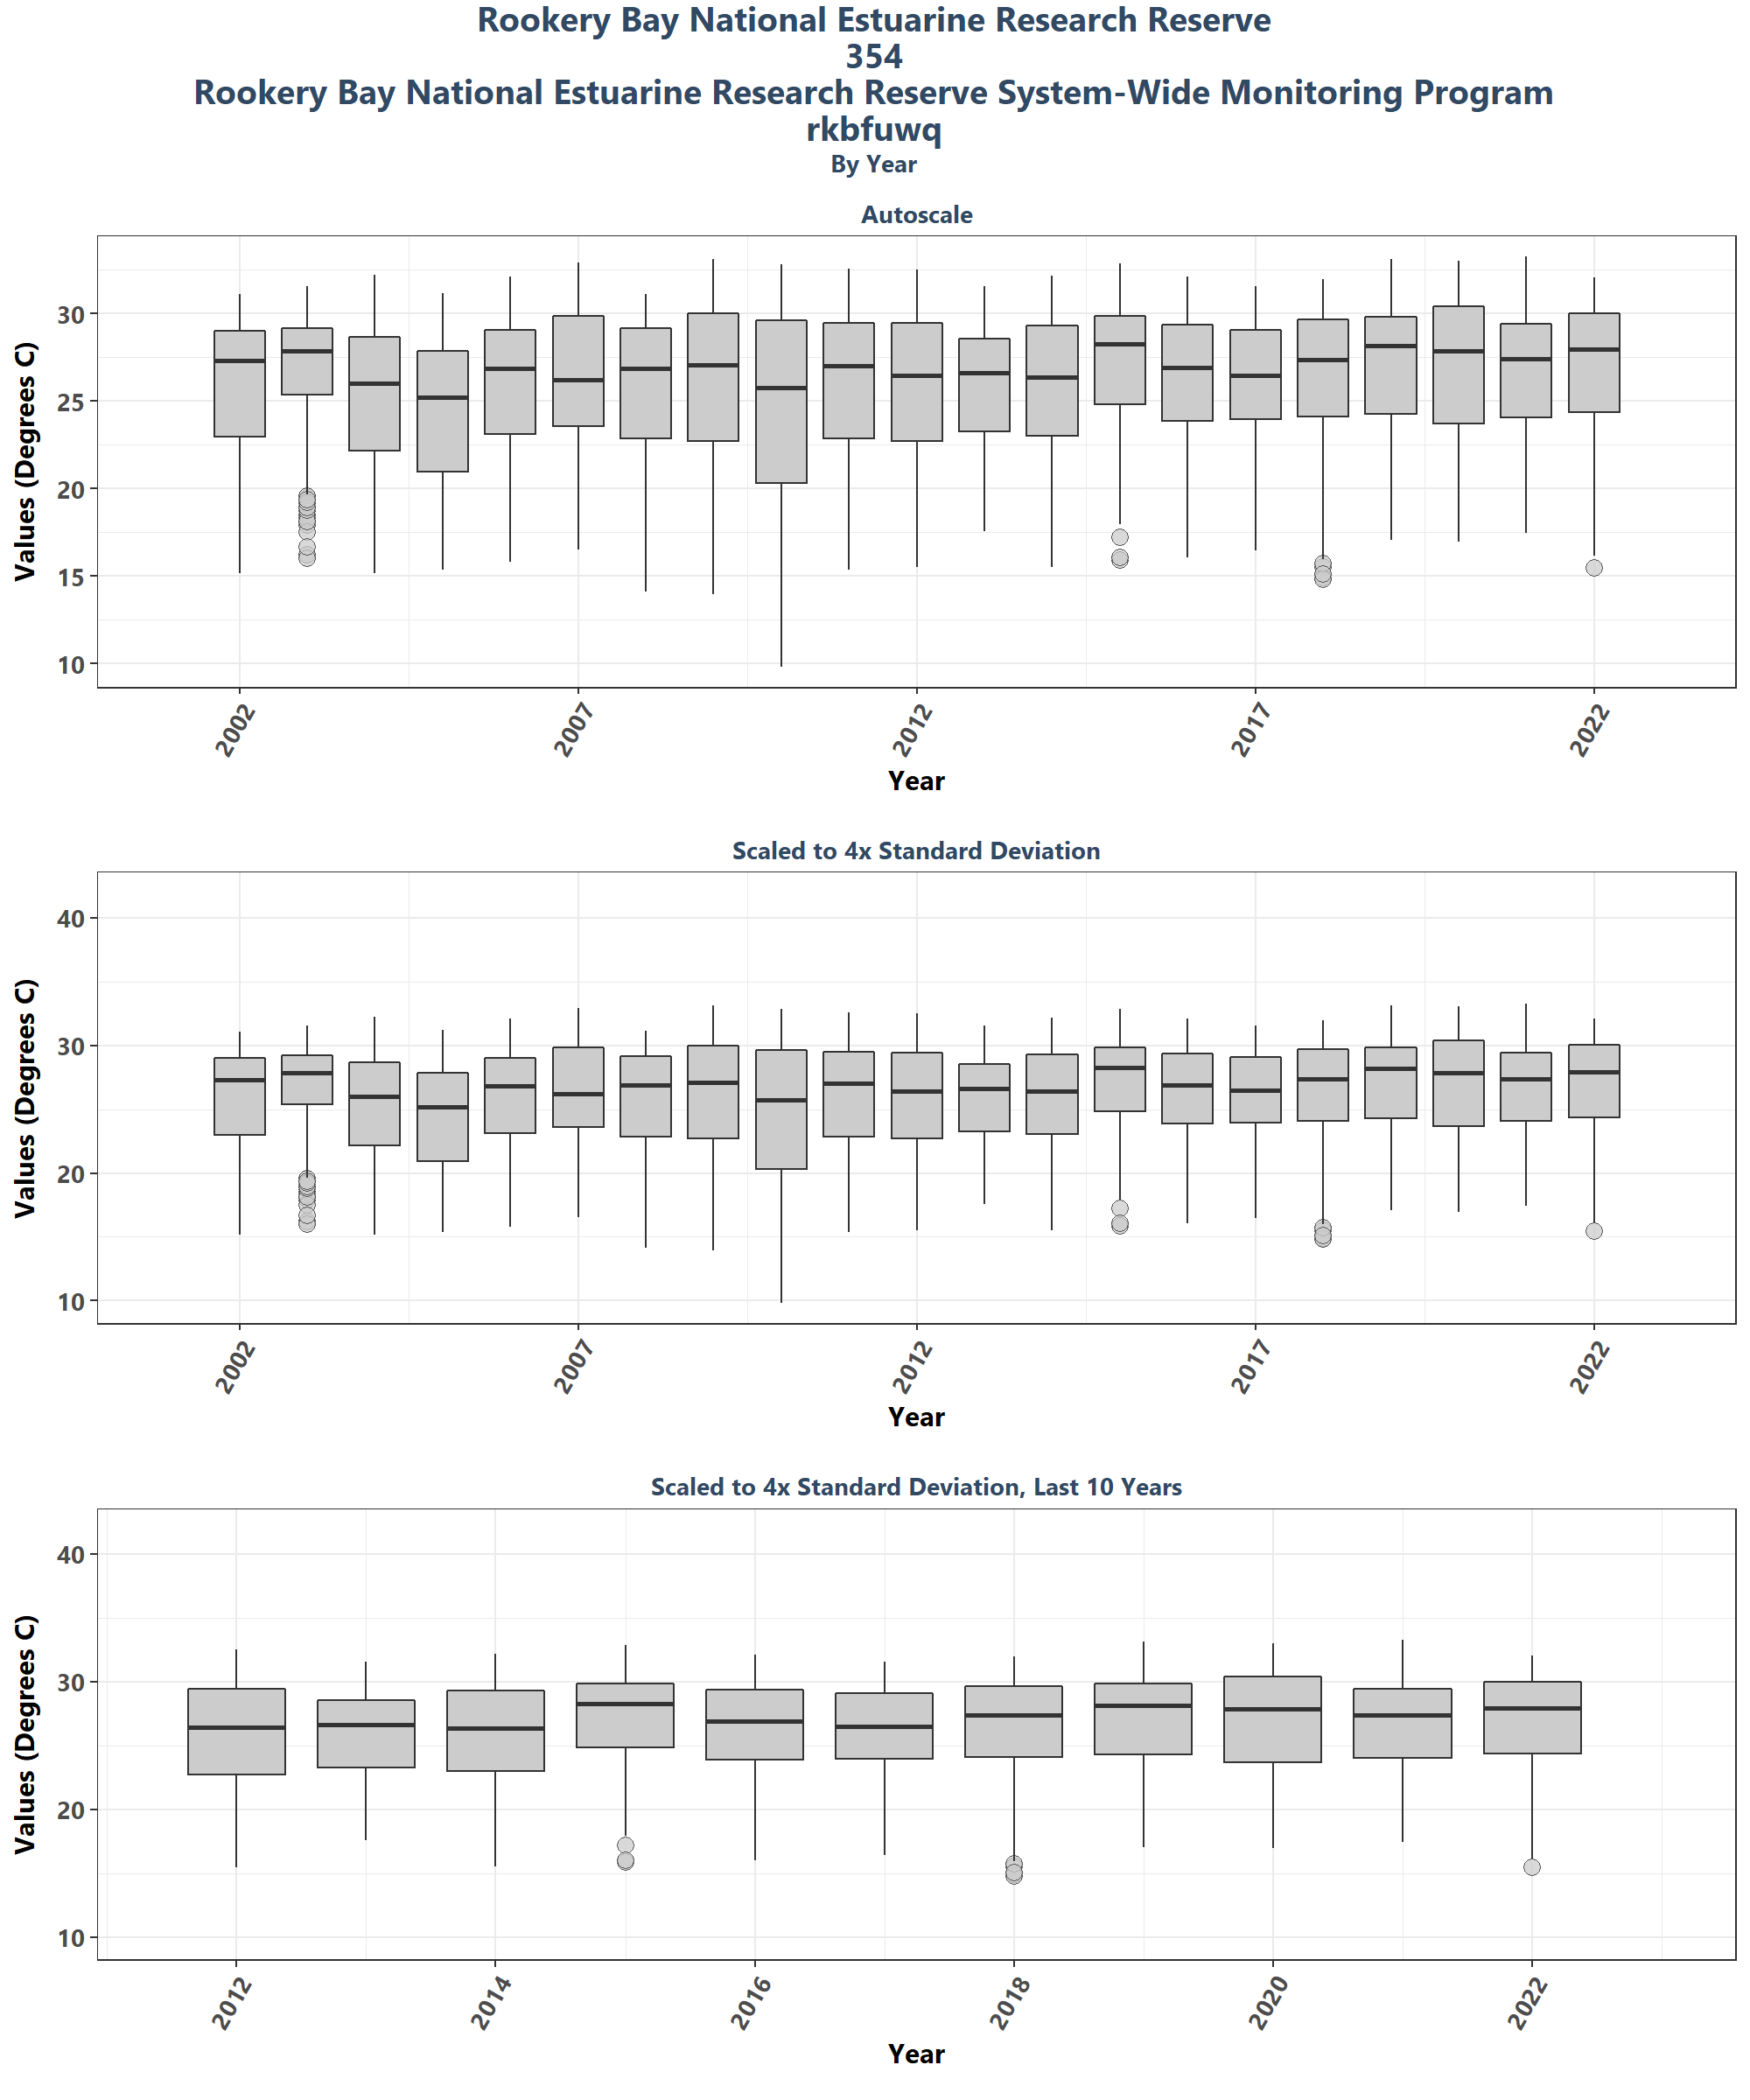 Rookery Bay National Estuarine Research Reserve
354
Rookery Bay National Estuarine Research Reserve System-Wide Monitoring Program
rkbfuwq
By Year
Autoscale
Values (Degrees C)
30
25
20
15
10
2002
2007
2012
2017
2022
Year
Scaled to 4x Standard Deviation
Values (Degrees C)
40
30
20
10
2002
2007
2012
2017
2022
Year
Scaled to 4x Standard Deviation, Last 10 Years
Values (Degrees C)
40
30
20
10
2012
2014
2016
2018
2020
2022
Year